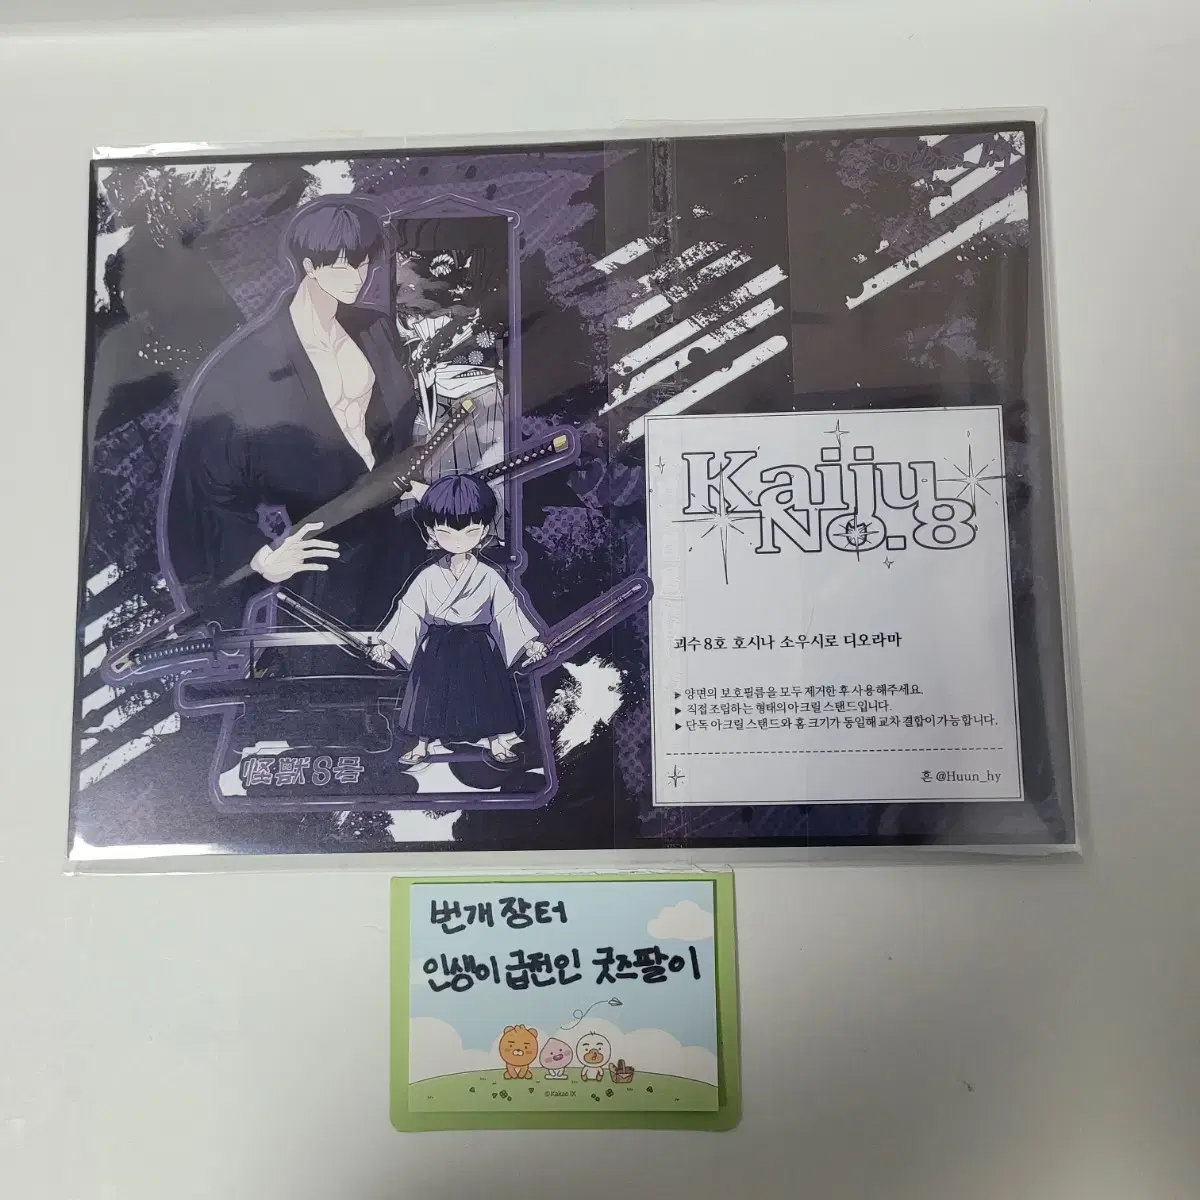 怪獣8号
Kaiju
No.8
괴수 8호 호시나 소우시로 디오라마
▶ 양면의 보호필름을 모두 제거한 후 사용해주세요.
▶ 직접 조립하는 형태의 아크릴 스탠드입니다.
▶ 단독 아크릴 스탠드와 홈 크기가 동일해 교차 결합이 가능합니다.
흔 @Huun_hy
번개장터
인생이 급전인 굿즈팔이
© Kakao IX